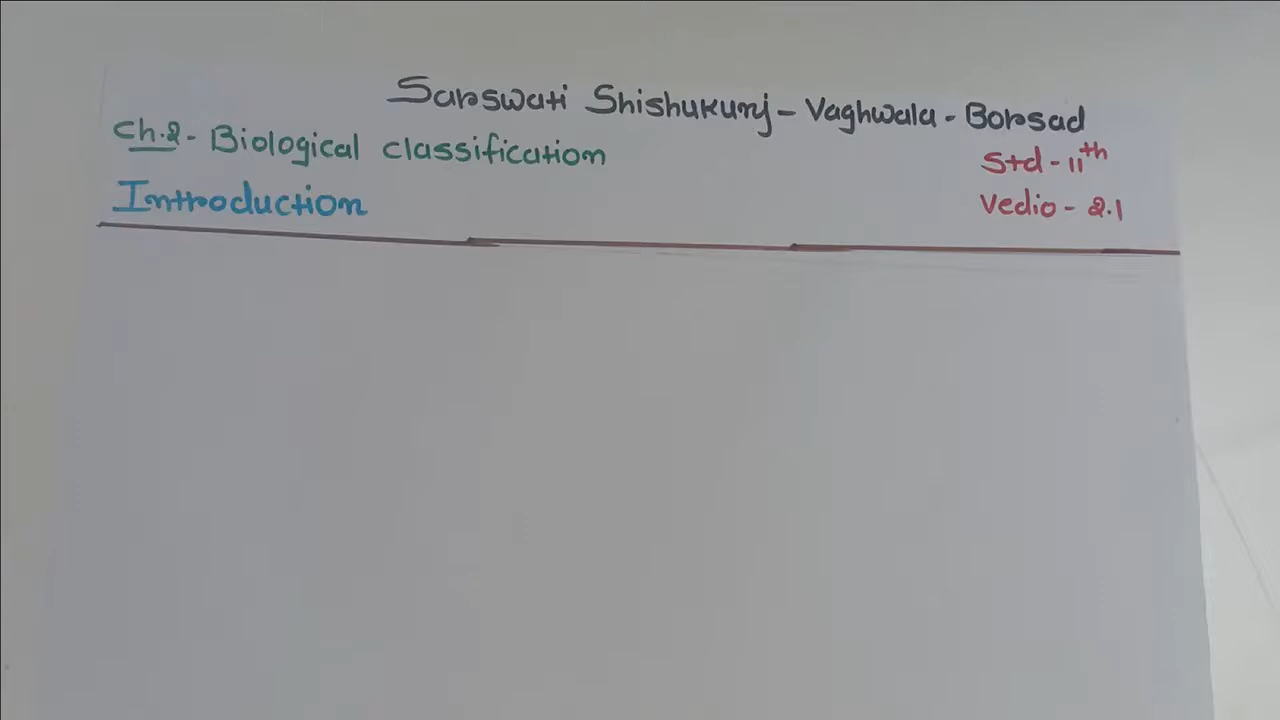 Sarswati Shishukunj - Vaghwala - Borsad
Ch.2 - Biological classification
Std - 11th
Introduction
Vedio - 2.1